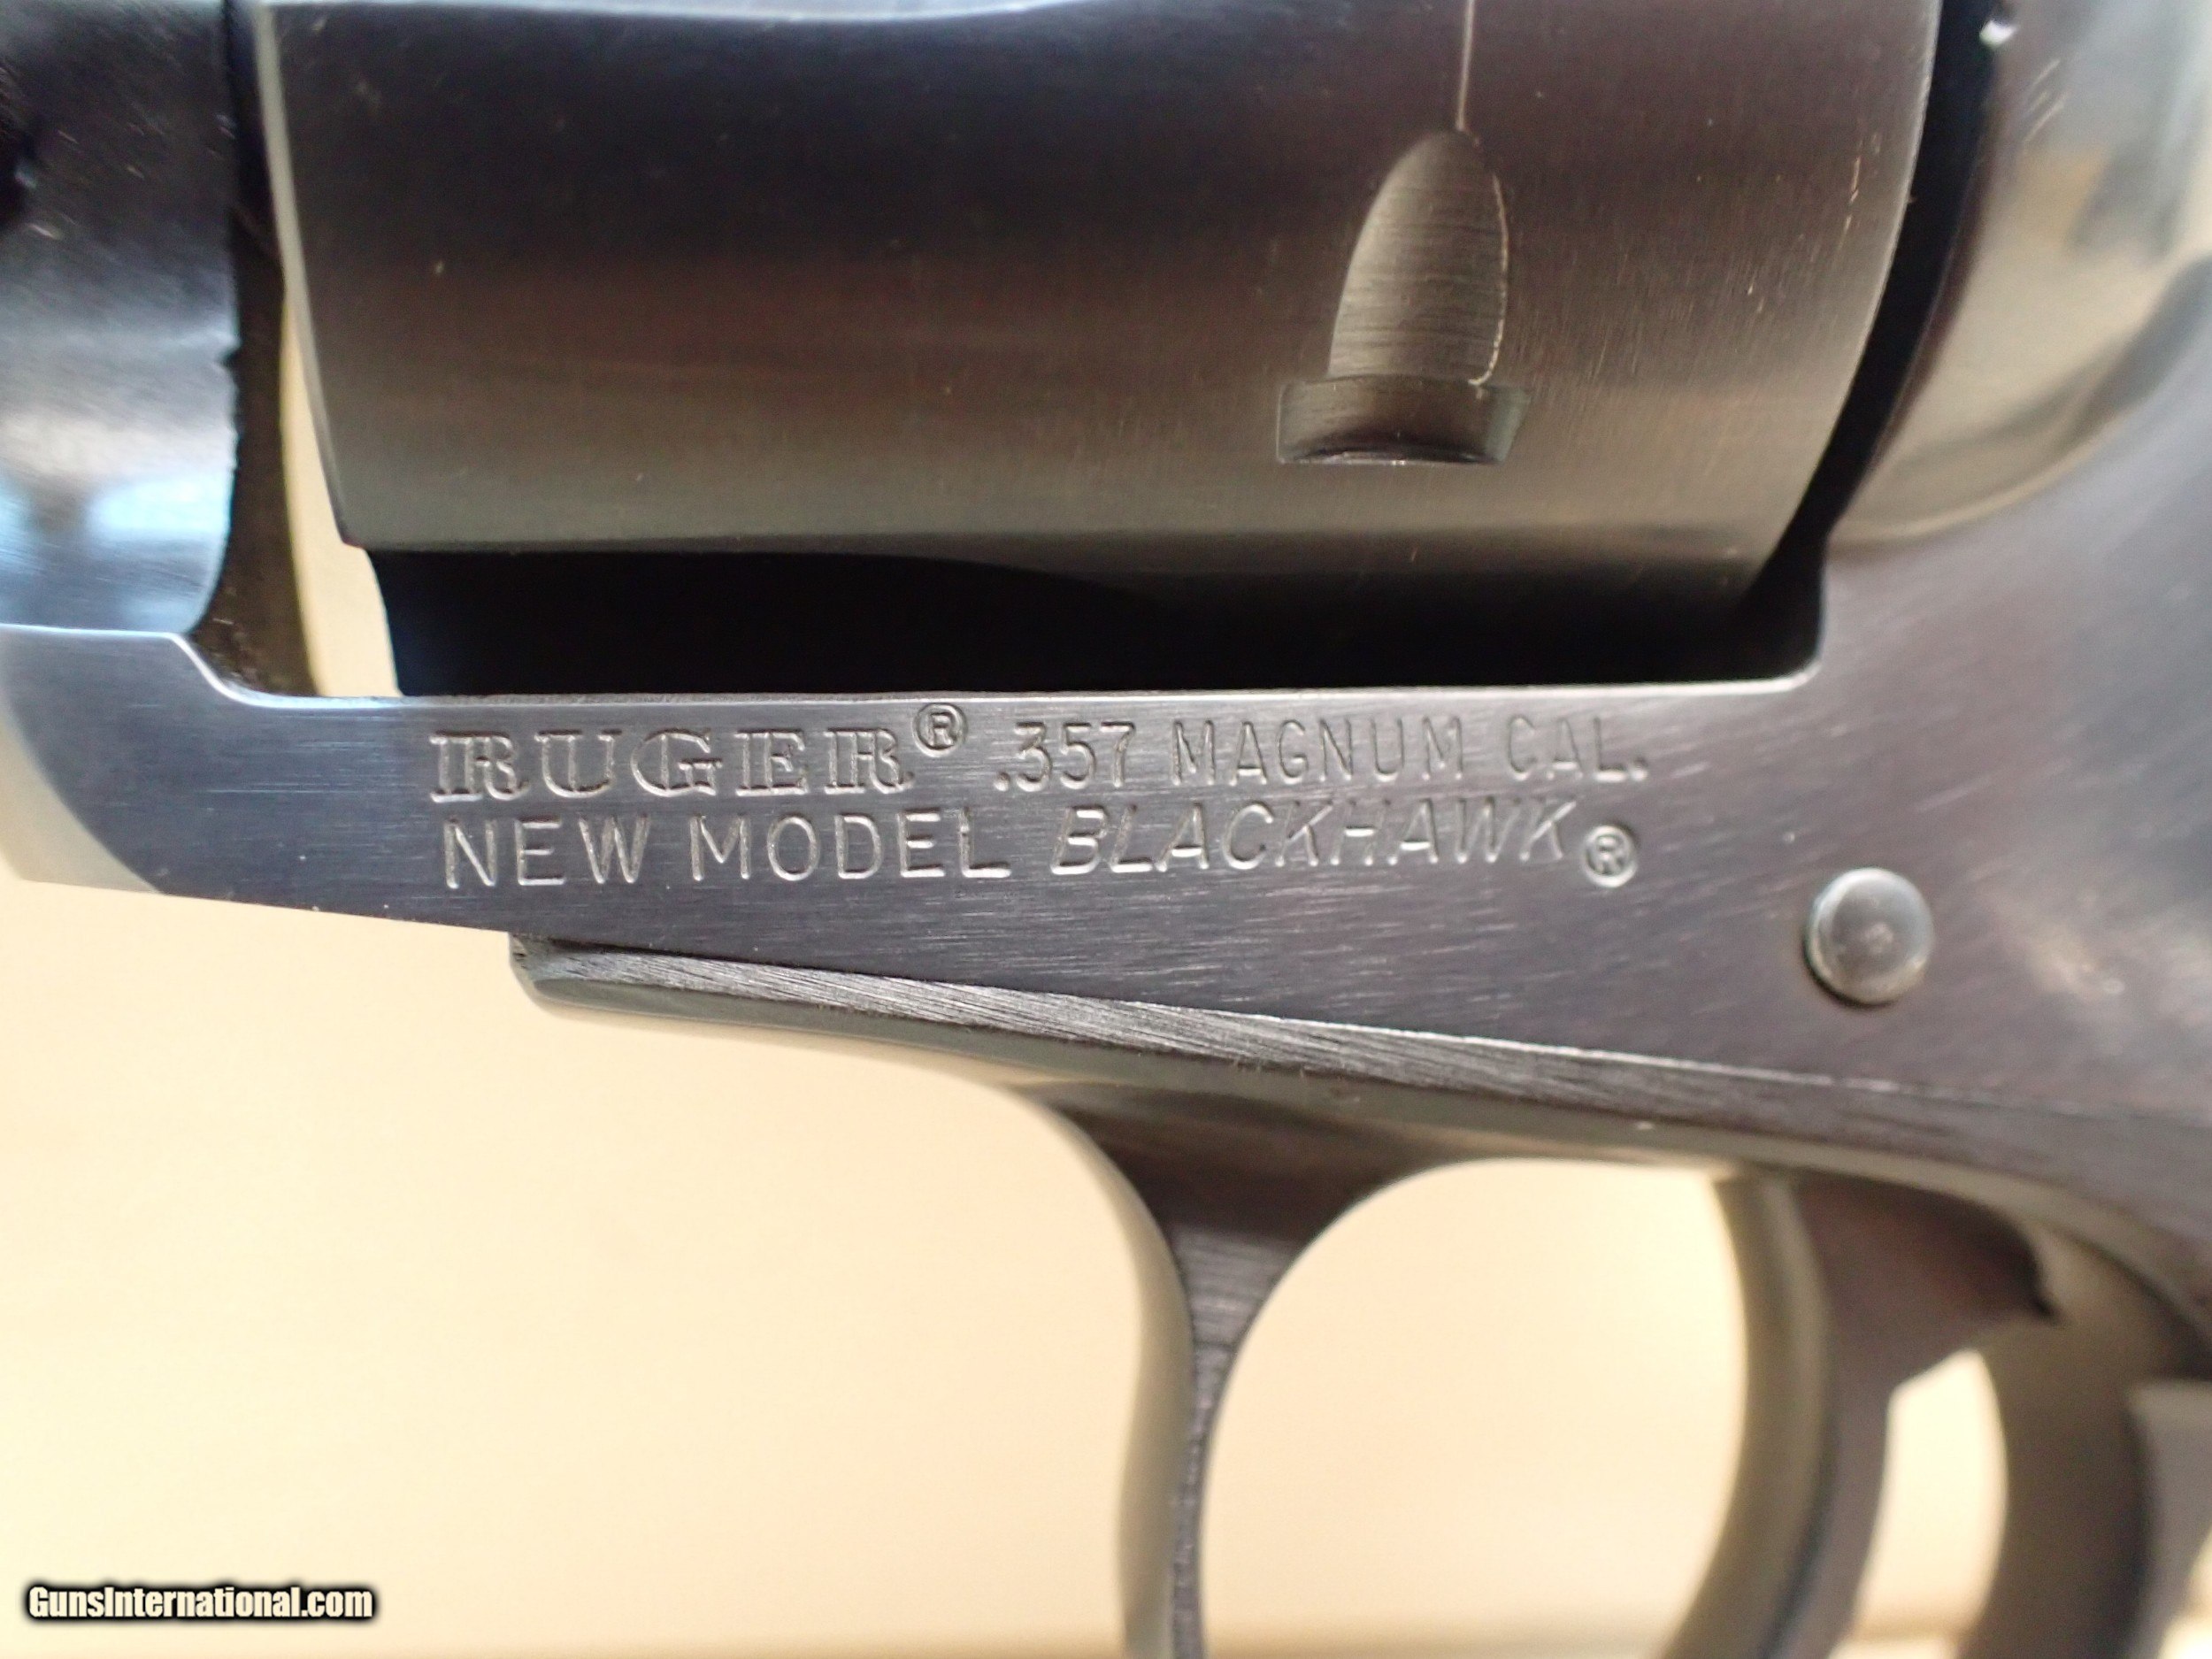 RUGER® .357 MAGNUM CAL.
NEW MODEL BLACKHAWK®
GunsInternational.com